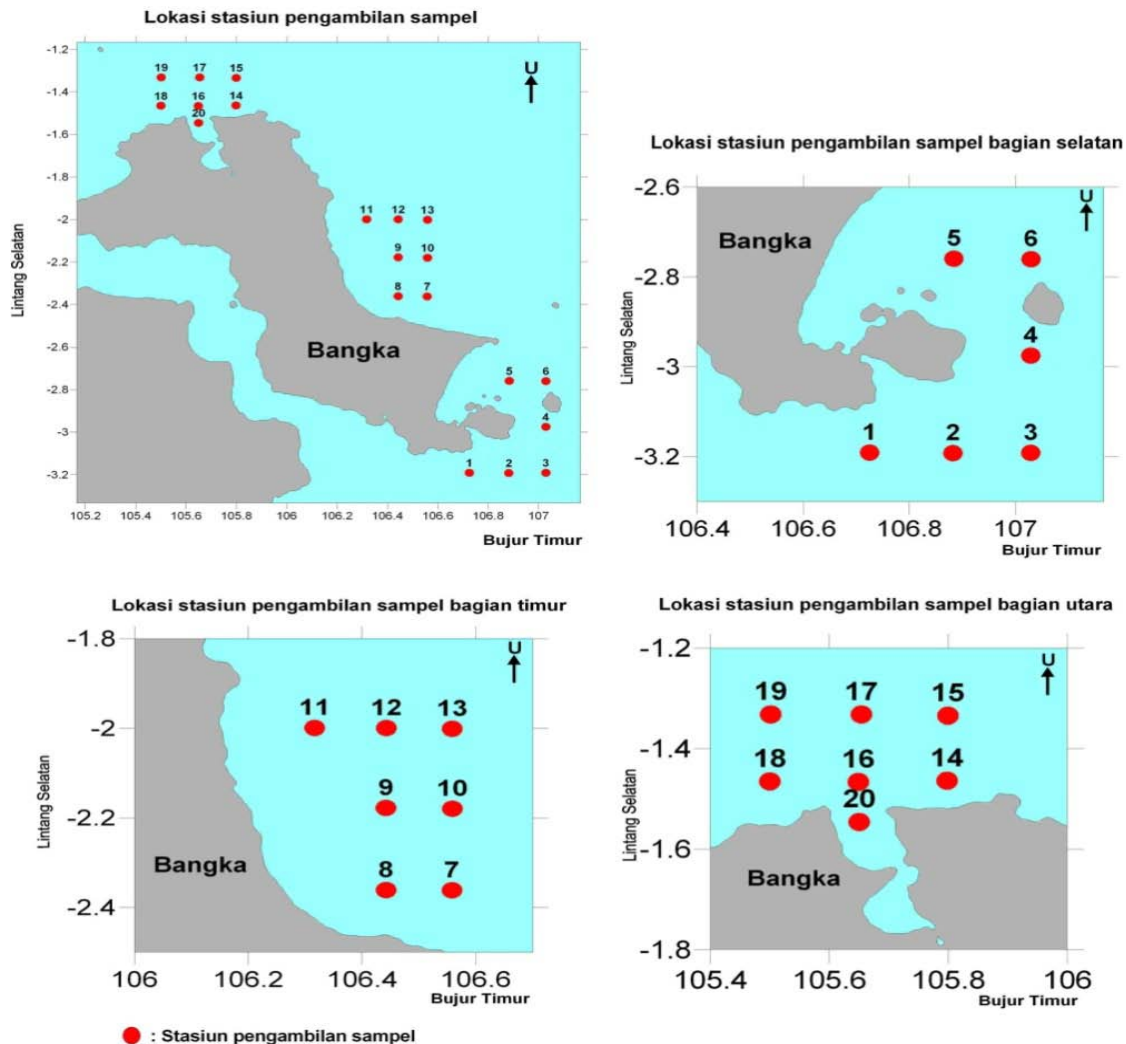 Lokasi stasiun pengambilan sampel
-1.2
-1.4
-1.6
-1.8
-2
-2.2
-2.4
-2.6
-2.8
-3
-3.2
Lintang Selatan
U
19 17 15
18 16 14
20
11 12 13
9 10
8 7
Bangka
5 6
4
1 2 3
105.2 105.4 105.6 105.8 106 106.2 106.4 106.6 106.8 107
Bujur Timur
Lokasi stasiun pengambilan sampel bagian selatan
-2.6
-2.8
-3
-3.2
Lintang Selatan
U
Bangka
5 6
4
1 2 3
106.4 106.6 106.8 107
Bujur Timur
Lokasi stasiun pengambilan sampel bagian timur
-1.8
-2
-2.2
-2.4
Lintang Selatan
U
11 12 13
9 10
Bangka
8 7
106 106.2 106.4 106.6
Bujur Timur
Lokasi stasiun pengambilan sampel bagian utara
-1.2
-1.4
-1.6
-1.8
Lintang Selatan
U
19 17 15
18 16 14
20
Bangka
105.4 105.6 105.8 106
Bujur Timur
: Stasiun pengambilan sampel